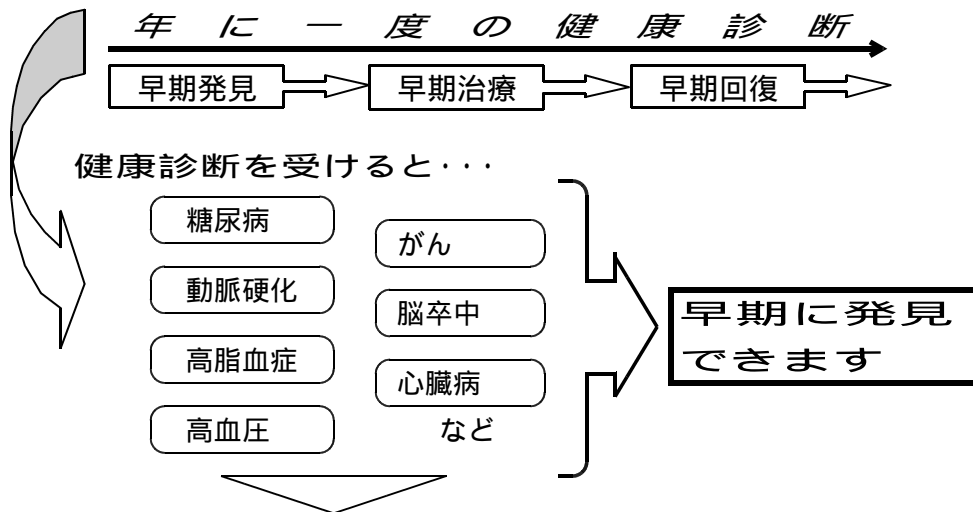 年に一度の健康診断
早期発見 早期治療 早期回復
健康診断を受けると･･･
糖尿病
動脈硬化
高脂血症
高血圧
がん
脳卒中
心臓病
など
早期に発見
できます